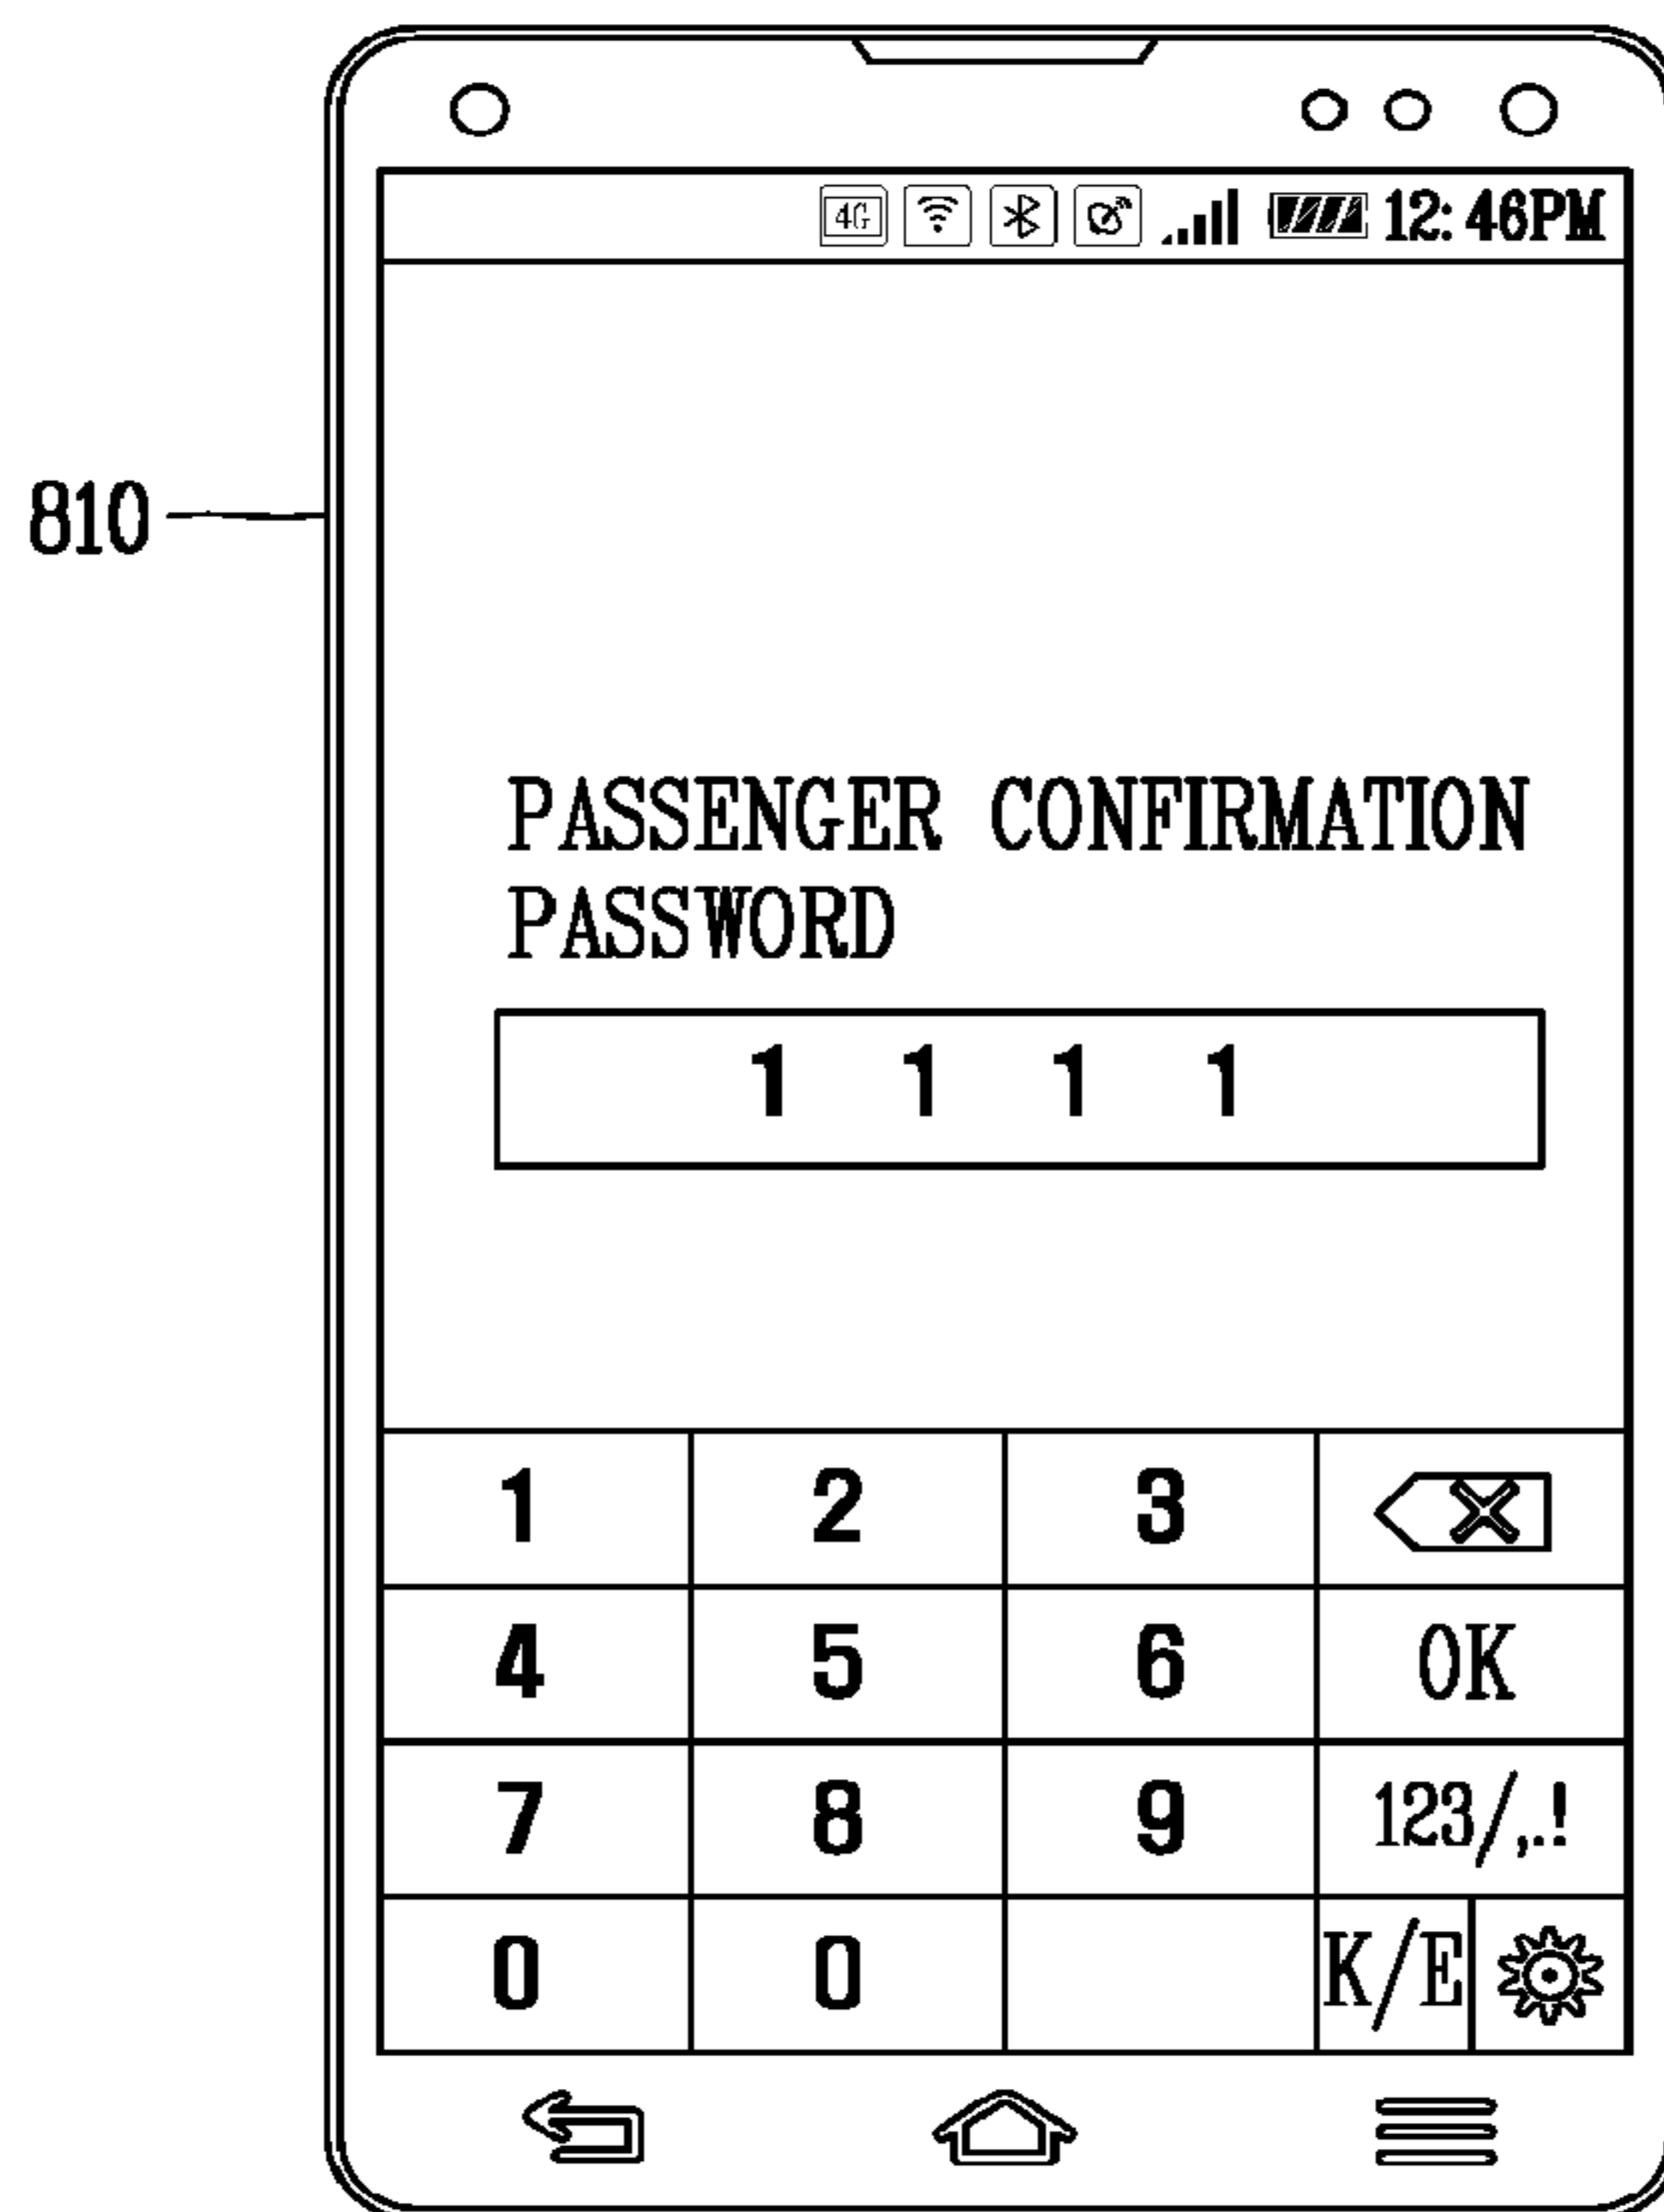 4G 12:46PM
810
PASSENGER CONFIRMATION
PASSWORD
1 1 1 1
1 2 3
4 5 6 OK
7 8 9 123/,.!
0 0 K/E